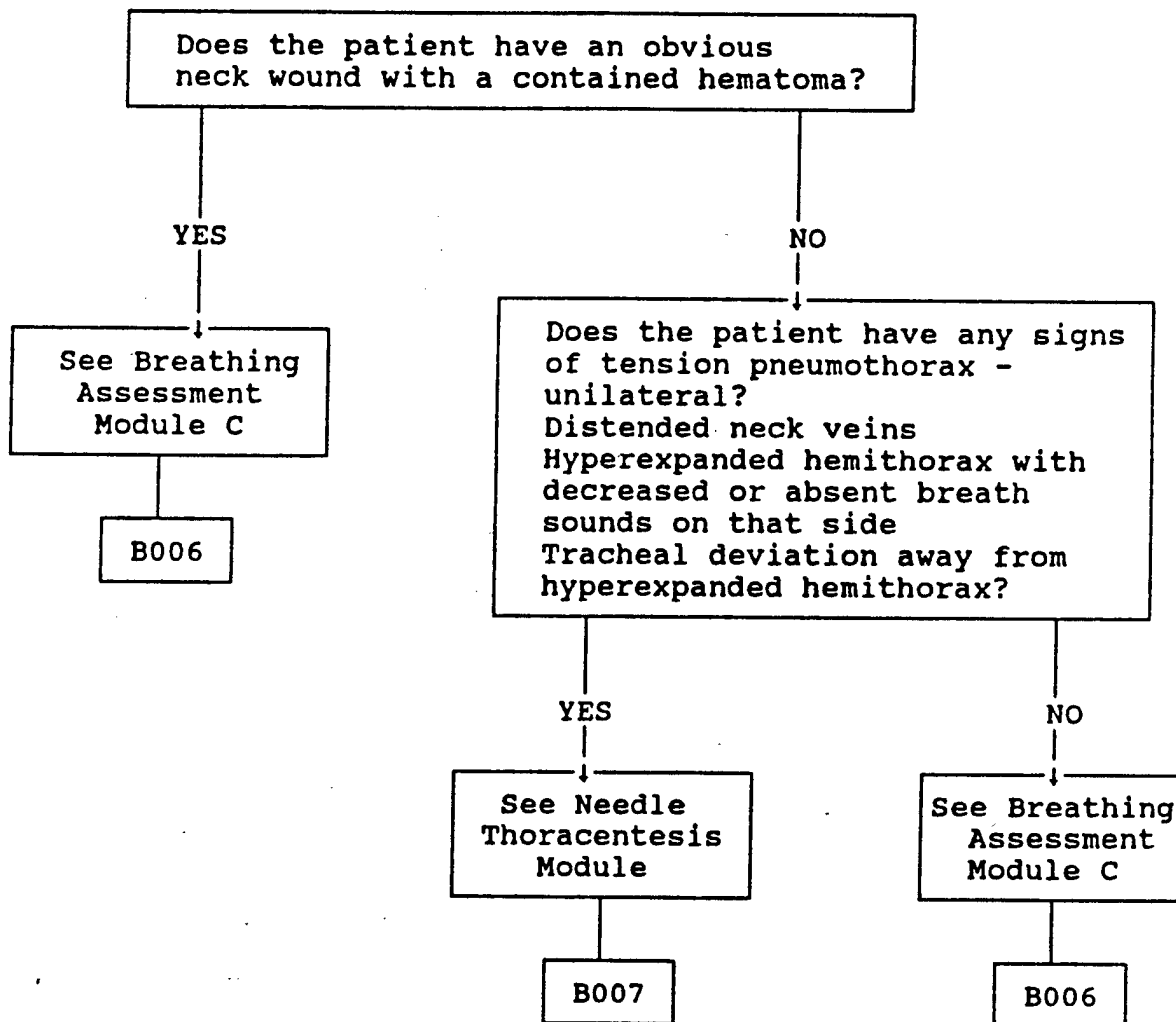 Does the patient have an obvious
neck wound with a contained hematoma?
YES
NO
See Breathing
Assessment
Module C
B006
Does the patient have any signs
of tension pneumothorax -
unilateral?
Distended neck veins
Hyperexpanded hemithorax with
decreased or absent breath
sounds on that side
Tracheal deviation away from
hyperexpanded hemithorax?
YES
NO
See Needle
Thoracentesis
Module
B007
See Breathing
Assessment
Module C
B006